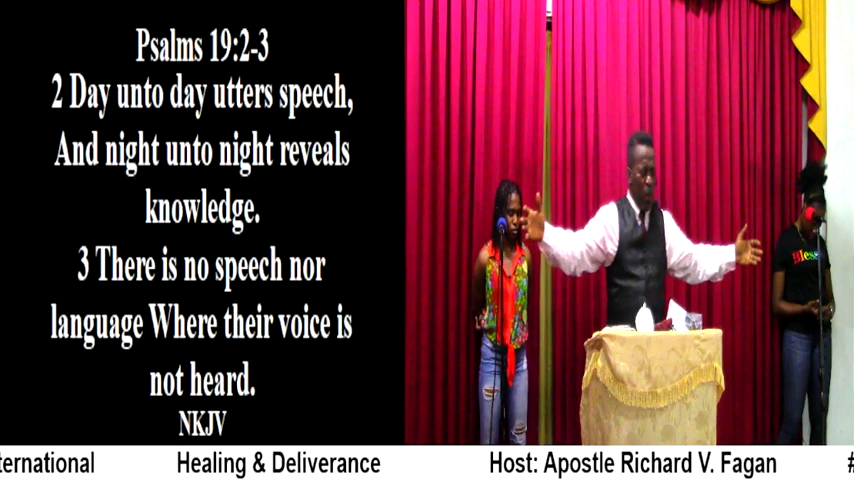 Psalms 19:2-3
2 Day unto day utters speech,
And night unto night reveals
knowledge.
3 There is no speech nor
language Where their voice is
not heard.
NKJV
ternational Healing & Deliverance Host: Apostle Richard V. Fagan #